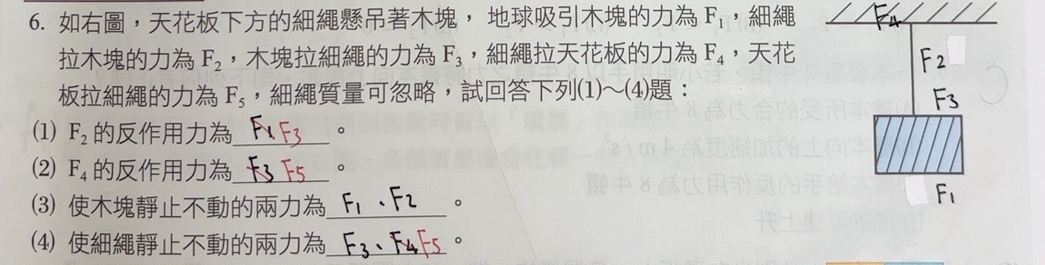 6. 如右圖，天花板下方的細繩懸吊著木塊， 地球吸引木塊的力為 F₁，細繩
拉木塊的力為 F₂，木塊拉細繩的力為 F₃，細繩拉天花板的力為 F₄，天花
板拉細繩的力為 F₅，細繩質量可忽略，試回答下列(1)～(4)題：
(1) F₂ 的反作用力為 F₁ F₃ 。
(2) F₄ 的反作用力為 F₃ F₅ 。
(3) 使木塊靜止不動的兩力為 F₁、F₂ 。
(4) 使細繩靜止不動的兩力為 F₃、F₄ F₅ 。
F₄
F₂
F₃
F₁